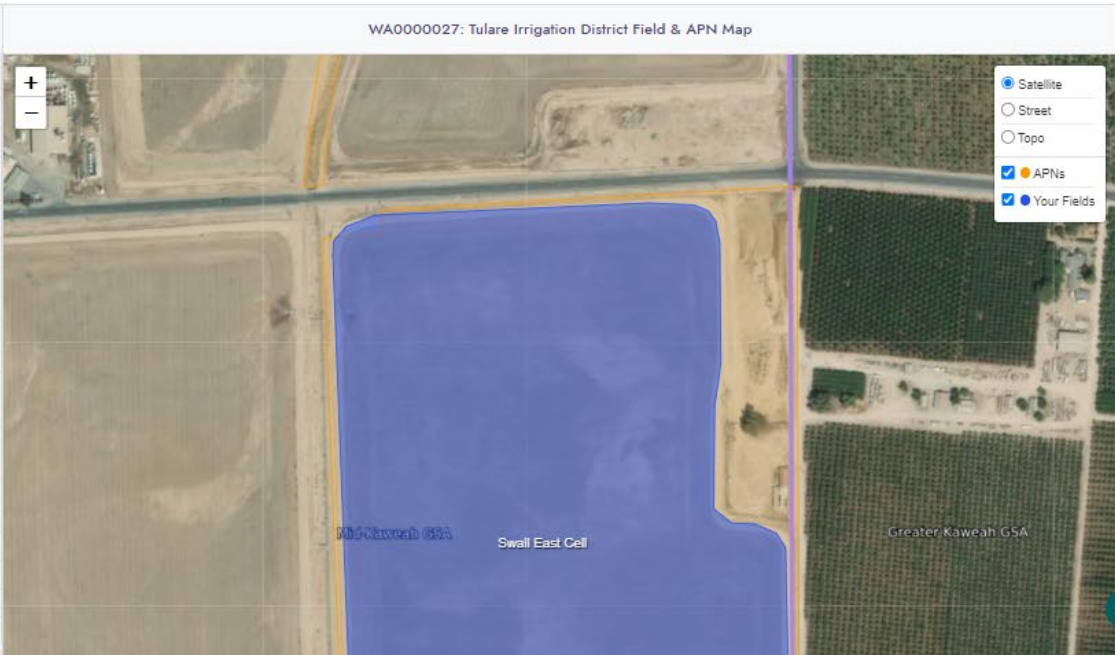 WA0000027: Tulare Irrigation District Field & APN Map
+
−
Satellite
Street
Topo
APNs
Your Fields
Mid-Kaweah GSA
Swall East Cell
Greater Kaweah GSA